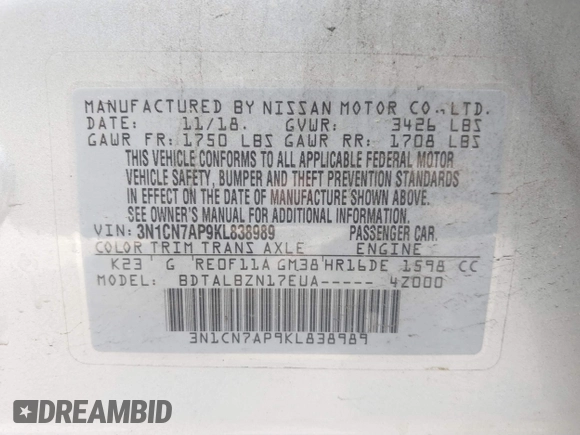 MANUFACTURED BY NISSAN MOTOR CO.,LTD.
DATE: 11/18. GVWR: 3426 LBS
GAWR FR: 1750 LBS GAWR RR: 1708 LBS
THIS VEHICLE CONFORMS TO ALL APPLICABLE FEDERAL MOTOR
VEHICLE SAFETY, BUMPER AND THEFT PREVENTION STANDARDS
IN EFFECT ON THE DATE OF MANUFACTURE SHOWN ABOVE.
SEE OWNER'S MANUAL FOR ADDITIONAL INFORMATION.
VIN: 3N1CN7AP9KL838989 PASSENGER CAR.
COLOR TRIM TRANS AXLE ENGINE
K23 G RE0F11A GM38 HR16DE 1598 CC
MODEL: BDTALBZN17EUA----- 4Z000
3N1CN7AP9KL838989
DREAMBID